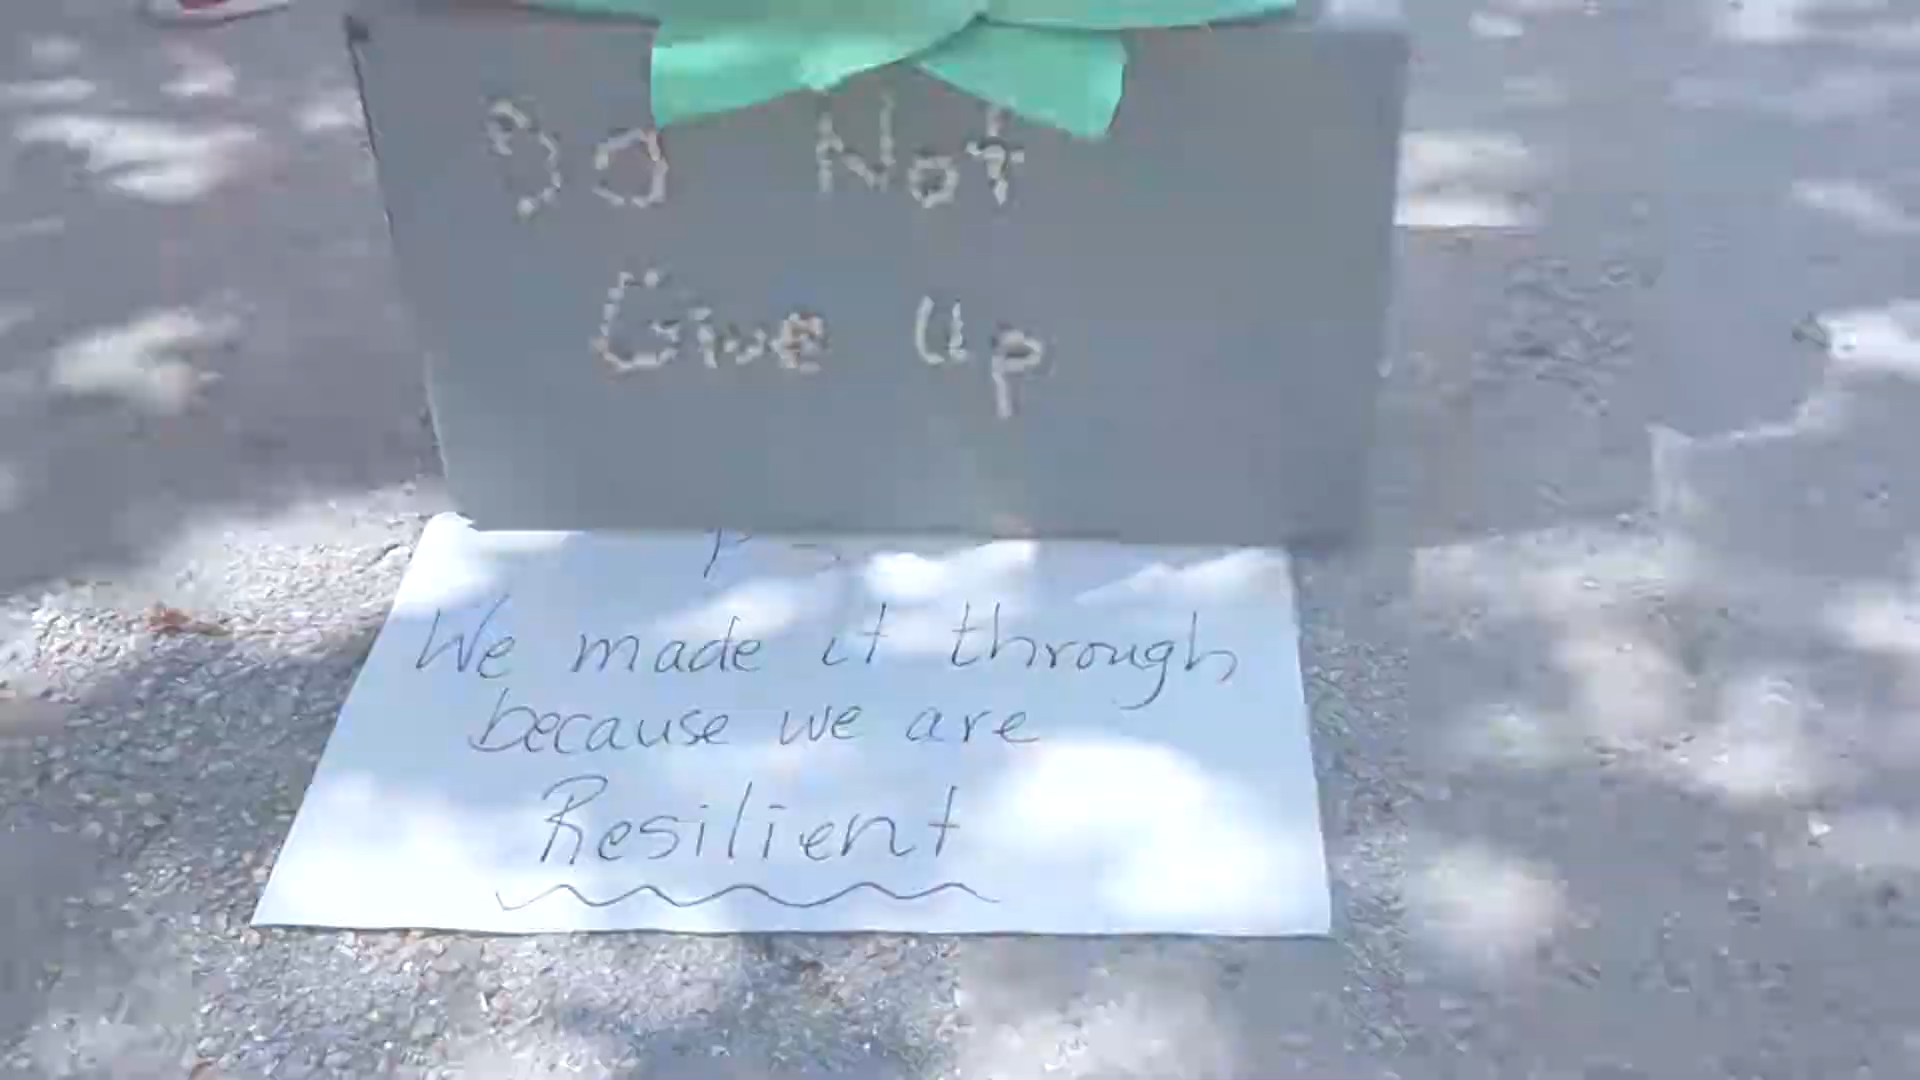 Do Not
Give Up
We made it through
because we are
Resilient